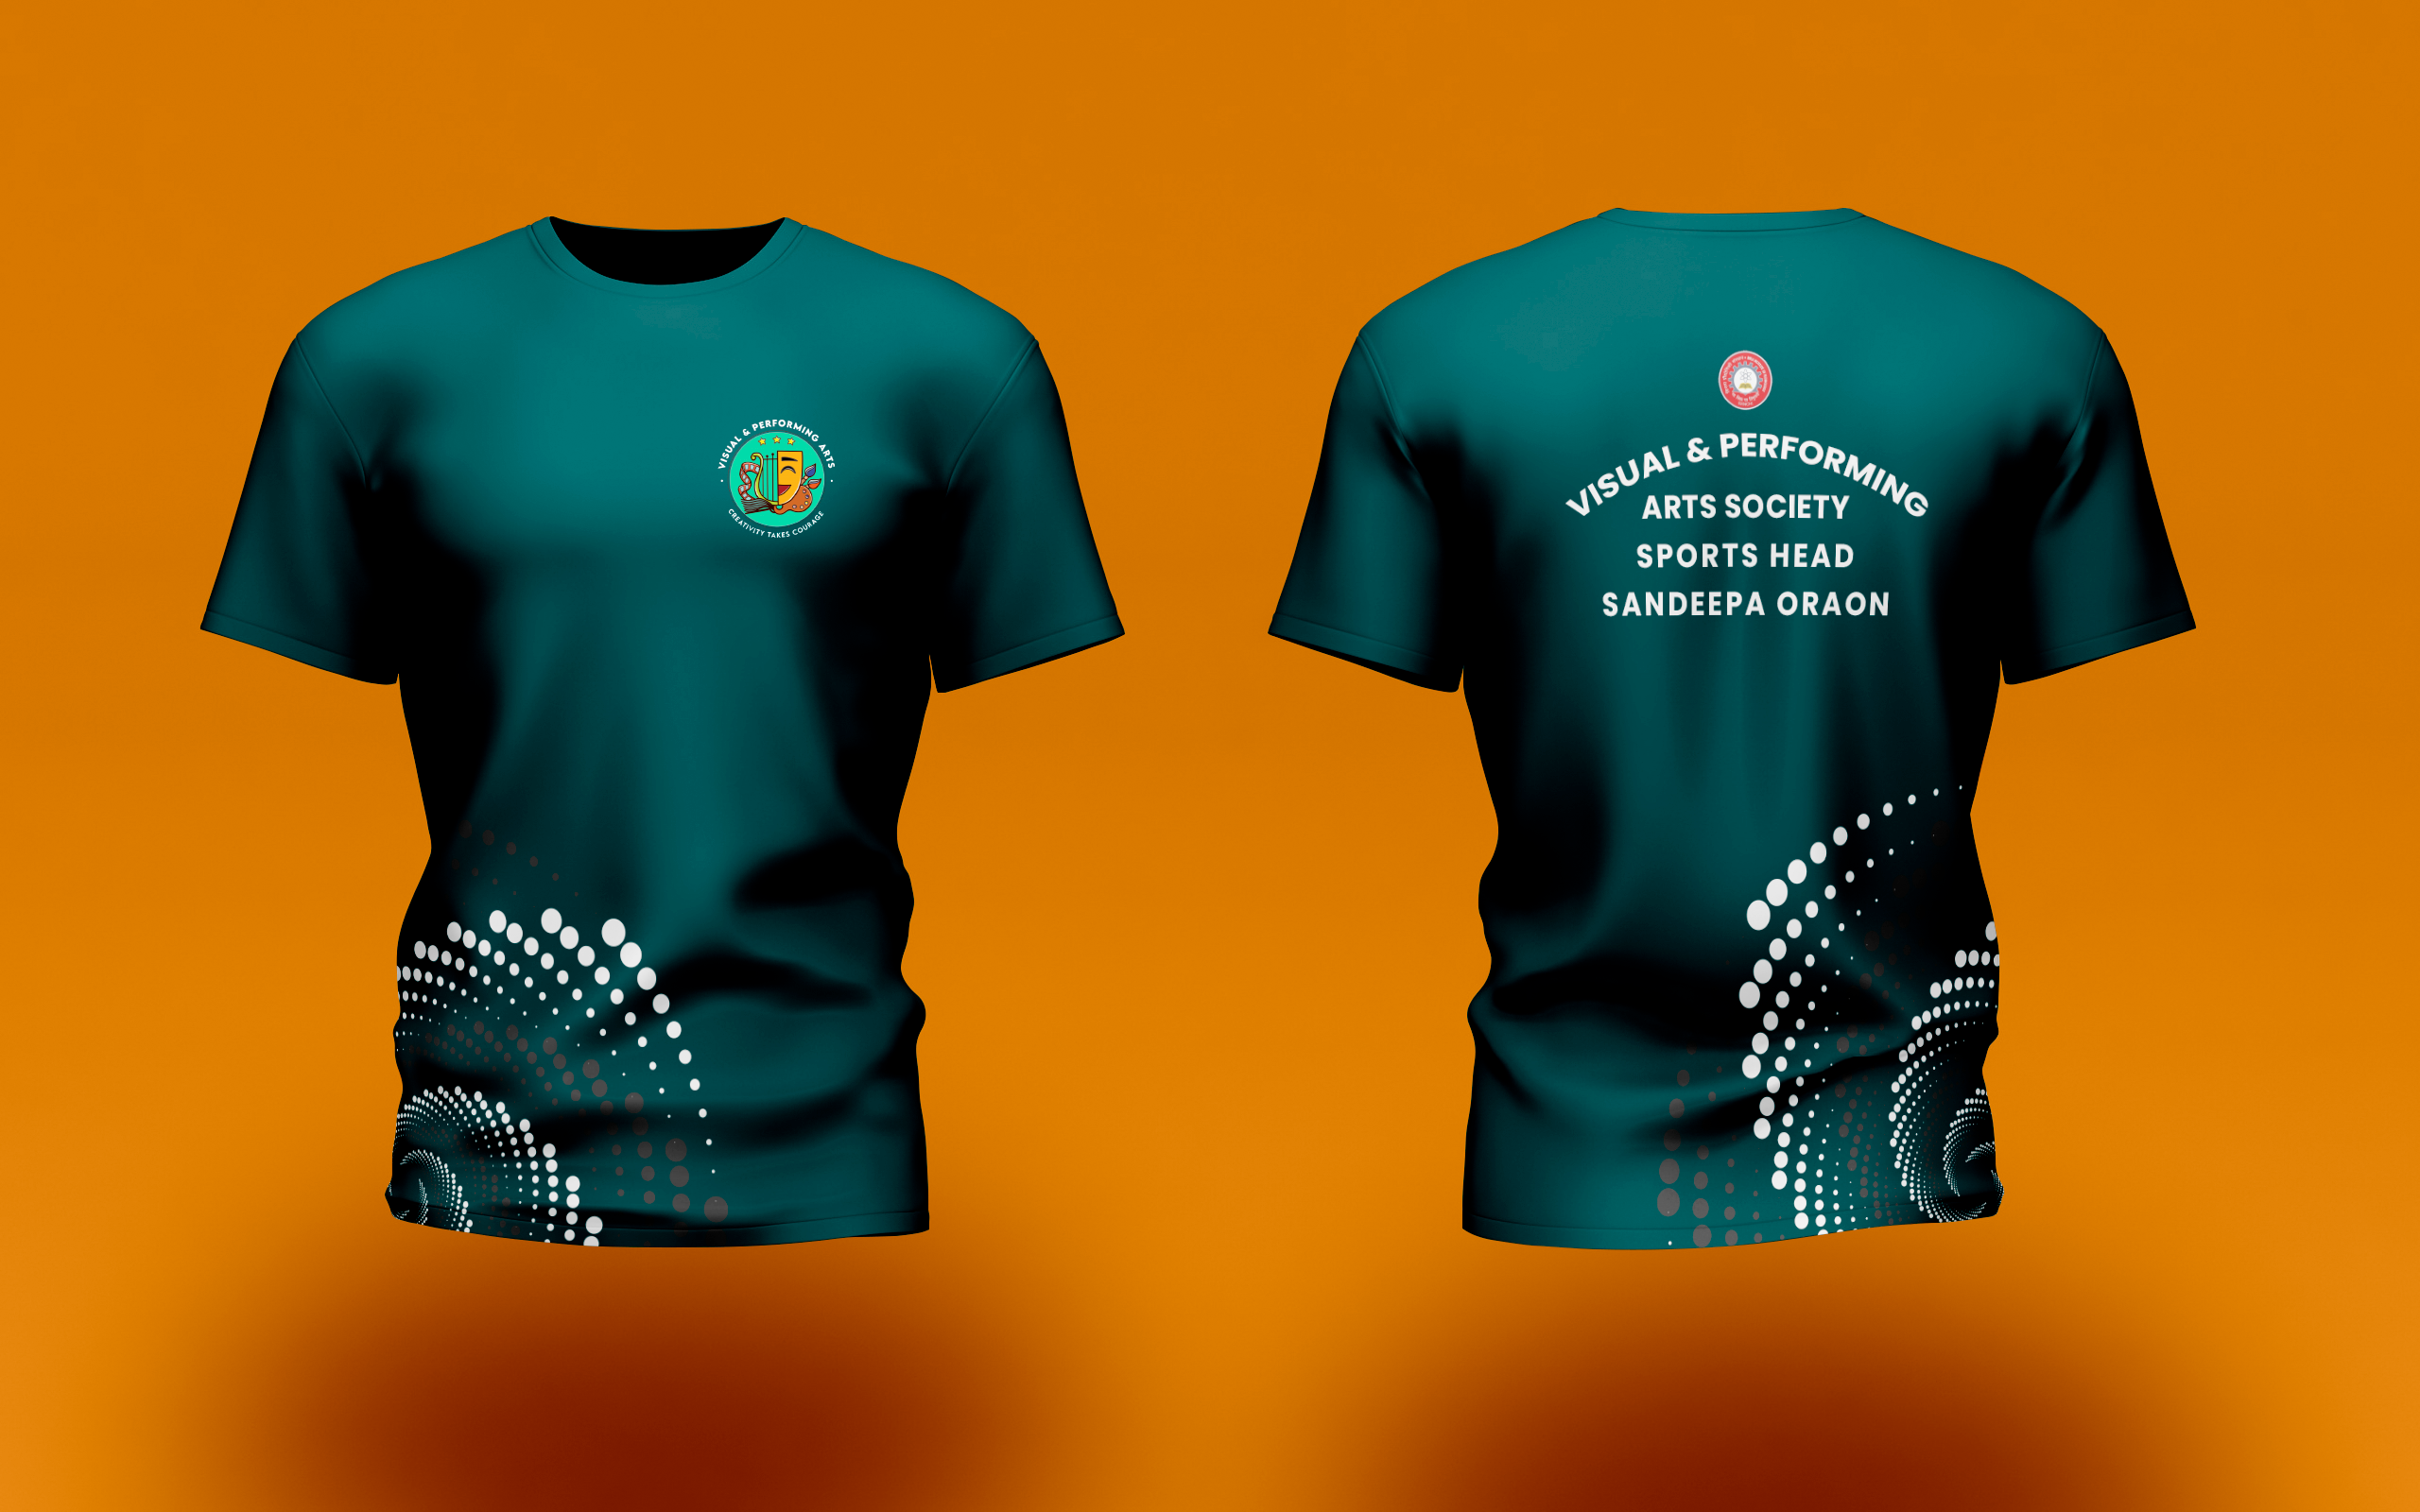 VISUAL & PERFORMING ARTS
CREATIVITY TAKES COURAGE
VISUAL & PERFORMING
ARTS SOCIETY
SPORTS HEAD
SANDEEPA ORAON